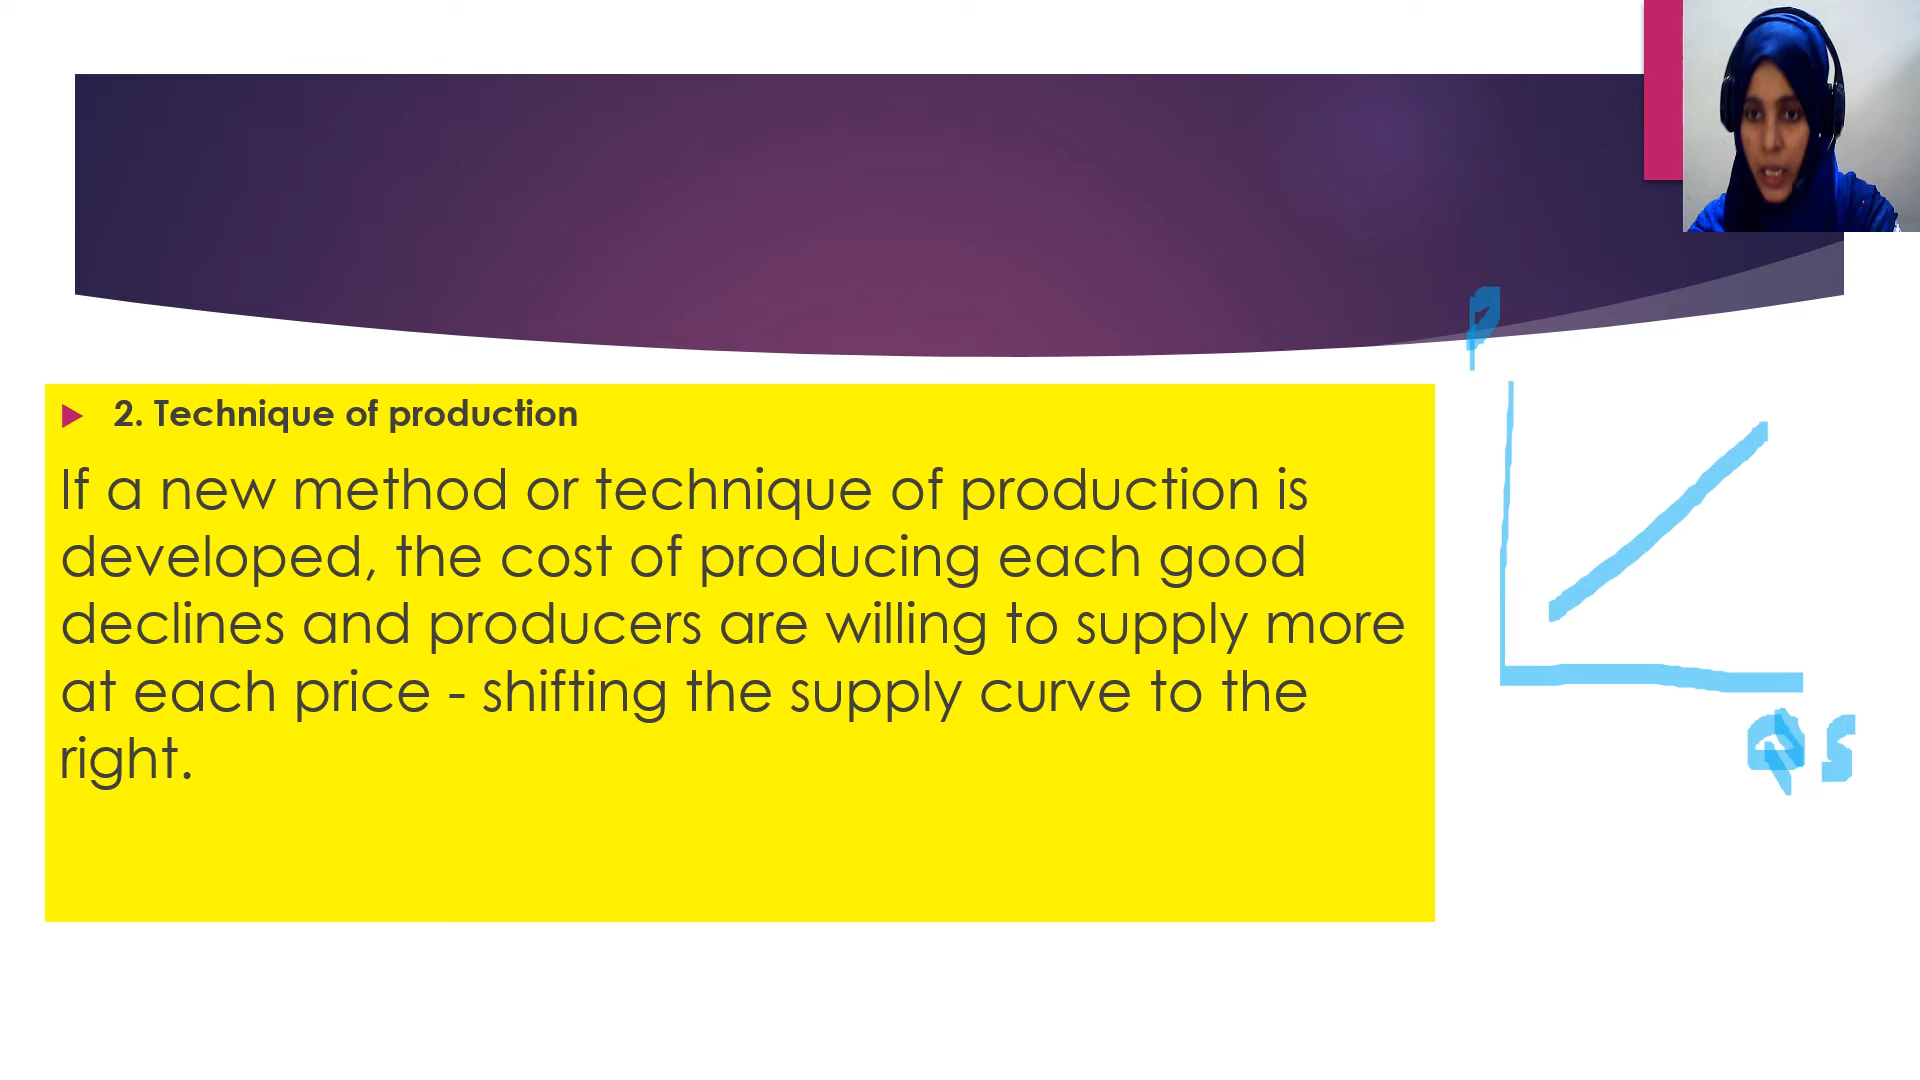 P
2. Technique of production
If a new method or technique of production is
developed, the cost of producing each good
declines and producers are willing to supply more
at each price - shifting the supply curve to the
right.
QS